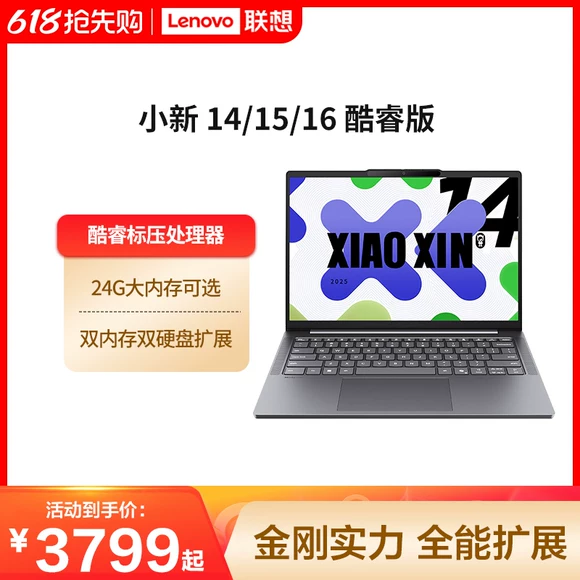 618抢先购 Lenovo 联想
小新 14/15/16 酷睿版
酷睿标压处理器
24G大内存可选
双内存双硬盘扩展
14
XIAO XIN
2025
活动到手价:
¥3799起
金刚实力 全能扩展